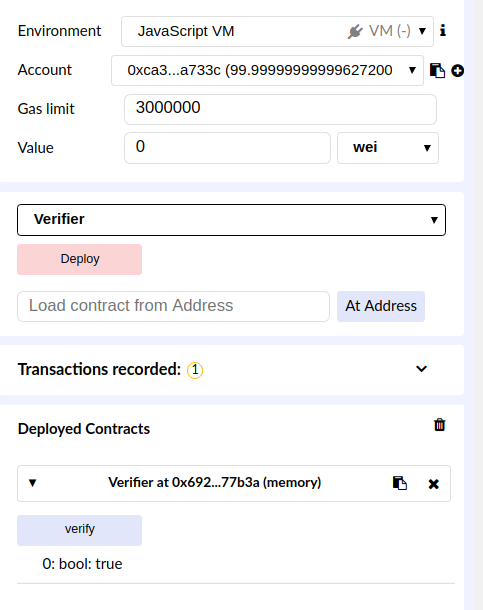 Environment JavaScript VM VM (-)
Account 0xca3...a733c (99.99999999999627200
Gas limit 3000000
Value 0 wei
Verifier
Deploy
Load contract from Address At Address
Transactions recorded: 1
Deployed Contracts
Verifier at 0x692...77b3a (memory)
verify
0: bool: true